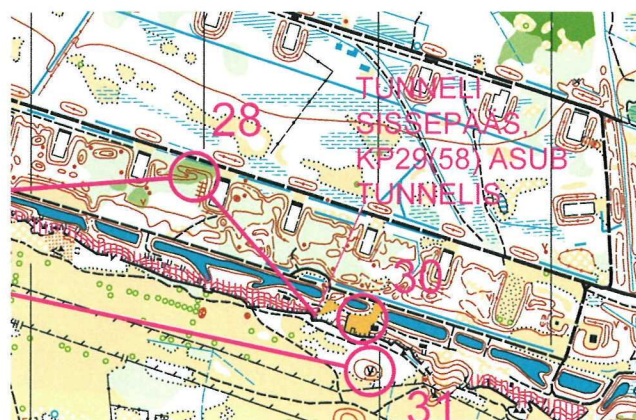 28
TUNNELI
SISSEPÄÄS,
KP29(58) ASUB
TUNNELIS
30
31